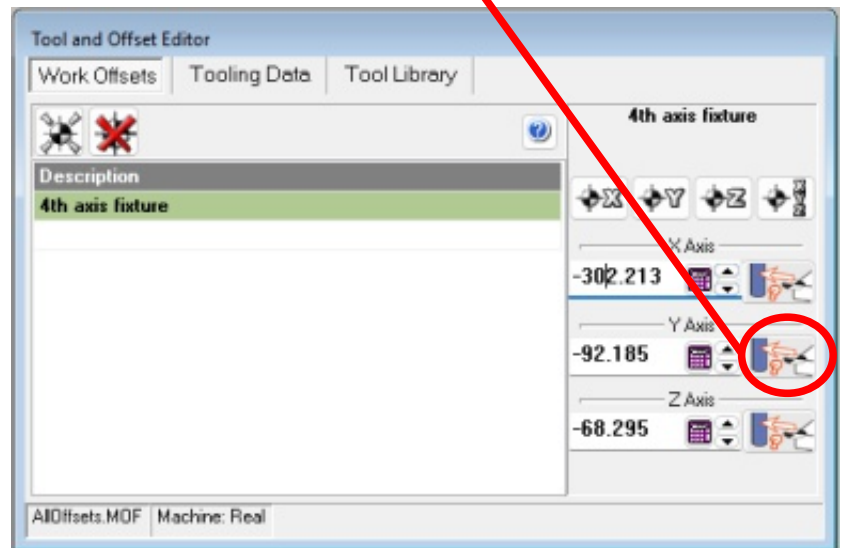 Tool and Offset Editor
Work Offsets Tooling Data Tool Library
4th axis fixture
Description
4th axis fixture
X Y Z XYZ
X Axis
-302.213
Y Axis
-92.185
Z Axis
-68.295
AllOffsets.MOF Machine: Real